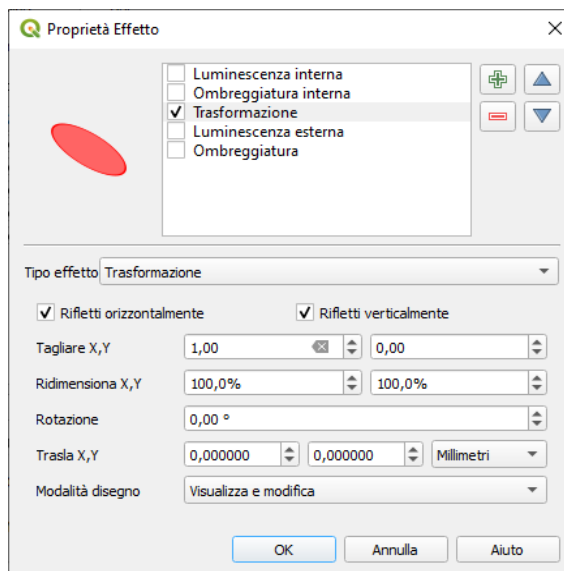 Proprietà Effetto
Luminescenza interna
Ombreggiatura interna
Trasformazione
Luminescenza esterna
Ombreggiatura
Tipo effetto Trasformazione
Rifletti orizzontalmente Rifletti verticalmente
Tagliare X,Y 1,00 0,00
Ridimensiona X,Y 100,0% 100,0%
Rotazione 0,00 °
Trasla X,Y 0,000000 0,000000 Millimetri
Modalità disegno Visualizza e modifica
OK Annulla Aiuto